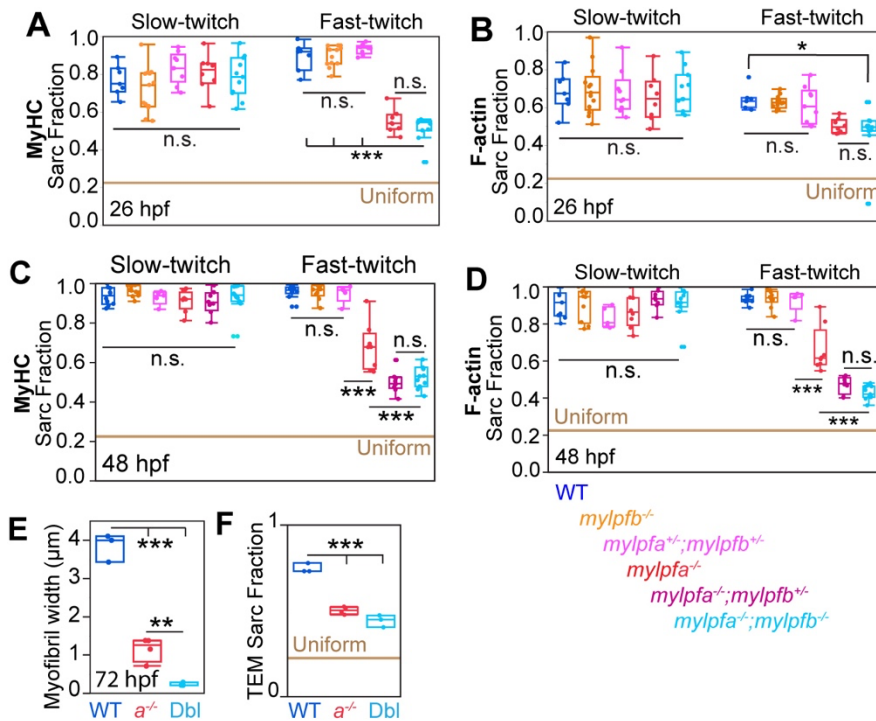 A
Slow-twitch Fast-twitch
MyHC
Sarc Fraction
1.0
0.8
0.6
0.4
0.2
0.0
n.s.
n.s.
n.s.
***
Uniform
26 hpf
B
Slow-twitch Fast-twitch
F-actin
Sarc Fraction
1.0
0.8
0.6
0.4
0.2
0.0
*
n.s.
n.s.
n.s.
Uniform
26 hpf
C
Slow-twitch Fast-twitch
MyHC
Sarc Fraction
1.0
0.8
0.6
0.4
0.2
0.0
n.s.
n.s.
n.s.
***
***
Uniform
48 hpf
D
Slow-twitch Fast-twitch
F-actin
Sarc Fraction
1.0
0.8
0.6
0.4
0.2
0.0
n.s.
n.s.
n.s.
***
***
Uniform
48 hpf
WT
mylpfb-/-
mylpfa+/-;mylpfb+/-
mylpfa-/-
mylpfa-/-;mylpfb+/-
mylpfa-/-;mylpfb-/-
E
Myofibril width (µm)
4
3
2
1
0
***
**
72 hpf
WT a-/- Dbl
F
TEM Sarc Fraction
1
0
***
Uniform
WT a-/- Dbl